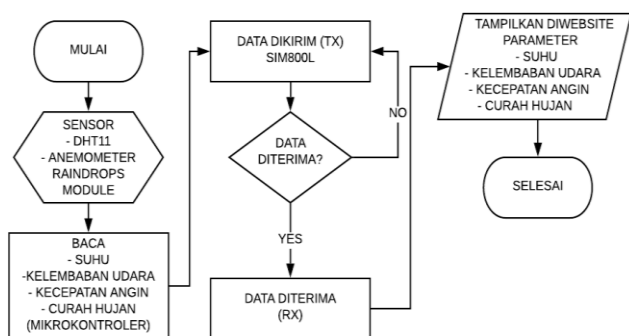 MULAI
SENSOR
- DHT11
- ANEMOMETER
RAINDROPS
MODULE
BACA
- SUHU
-KELEMBABAN UDARA
- KECEPATAN ANGIN
- CURAH HUJAN
(MIKROKONTROLER)
DATA DIKIRIM (TX)
SIM800L
DATA
DITERIMA?
NO
YES
DATA DITERIMA
(RX)
TAMPILKAN DIWEBSITE
PARAMETER
- SUHU
- KELEMBABAN UDARA
- KECEPATAN ANGIN
- CURAH HUJAN
SELESAI